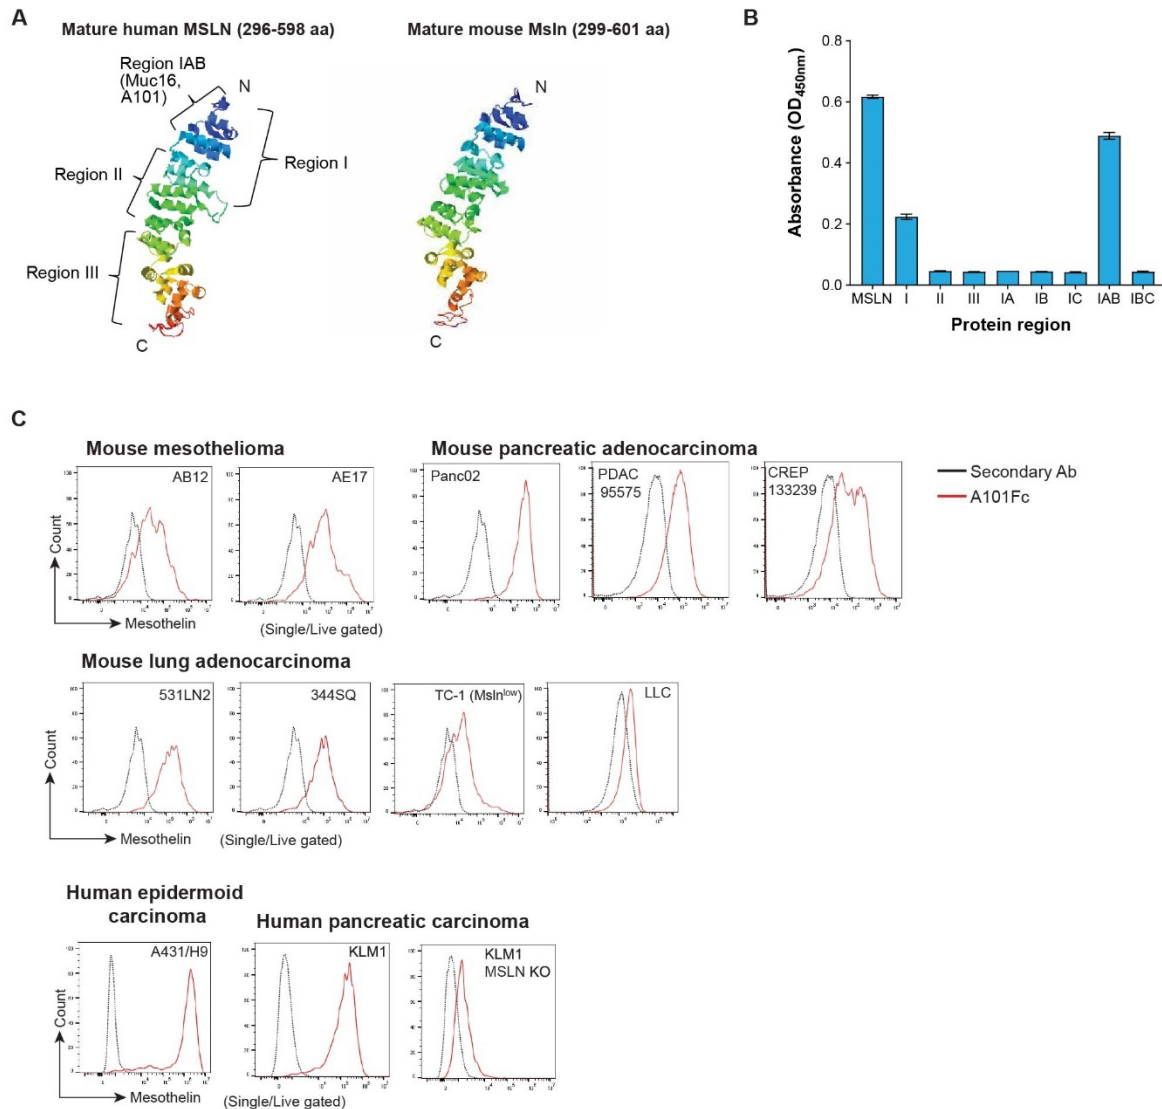 A
Mature human MSLN (296-598 aa)
Mature mouse Msln (299-601 aa)
Region IAB
(Muc16,
A101)
N
Region I
Region II
Region III
C
N
C
B
Absorbance (OD450nm)
0.8
0.6
0.4
0.2
0.0
MSLN I II III IA IB IC IAB IBC
Protein region
C
Mouse mesothelioma
Mouse pancreatic adenocarcinoma
AB12
AE17
Panc02
PDAC
95575
CREP
133239
Secondary Ab
A101Fc
Count
Mesothelin
(Single/Live gated)
Mouse lung adenocarcinoma
531LN2
344SQ
TC-1 (Mslnlow)
LLC
Count
Mesothelin
(Single/Live gated)
Human epidermoid
carcinoma
Human pancreatic carcinoma
A431/H9
KLM1
KLM1
MSLN KO
Count
Mesothelin
(Single/Live gated)